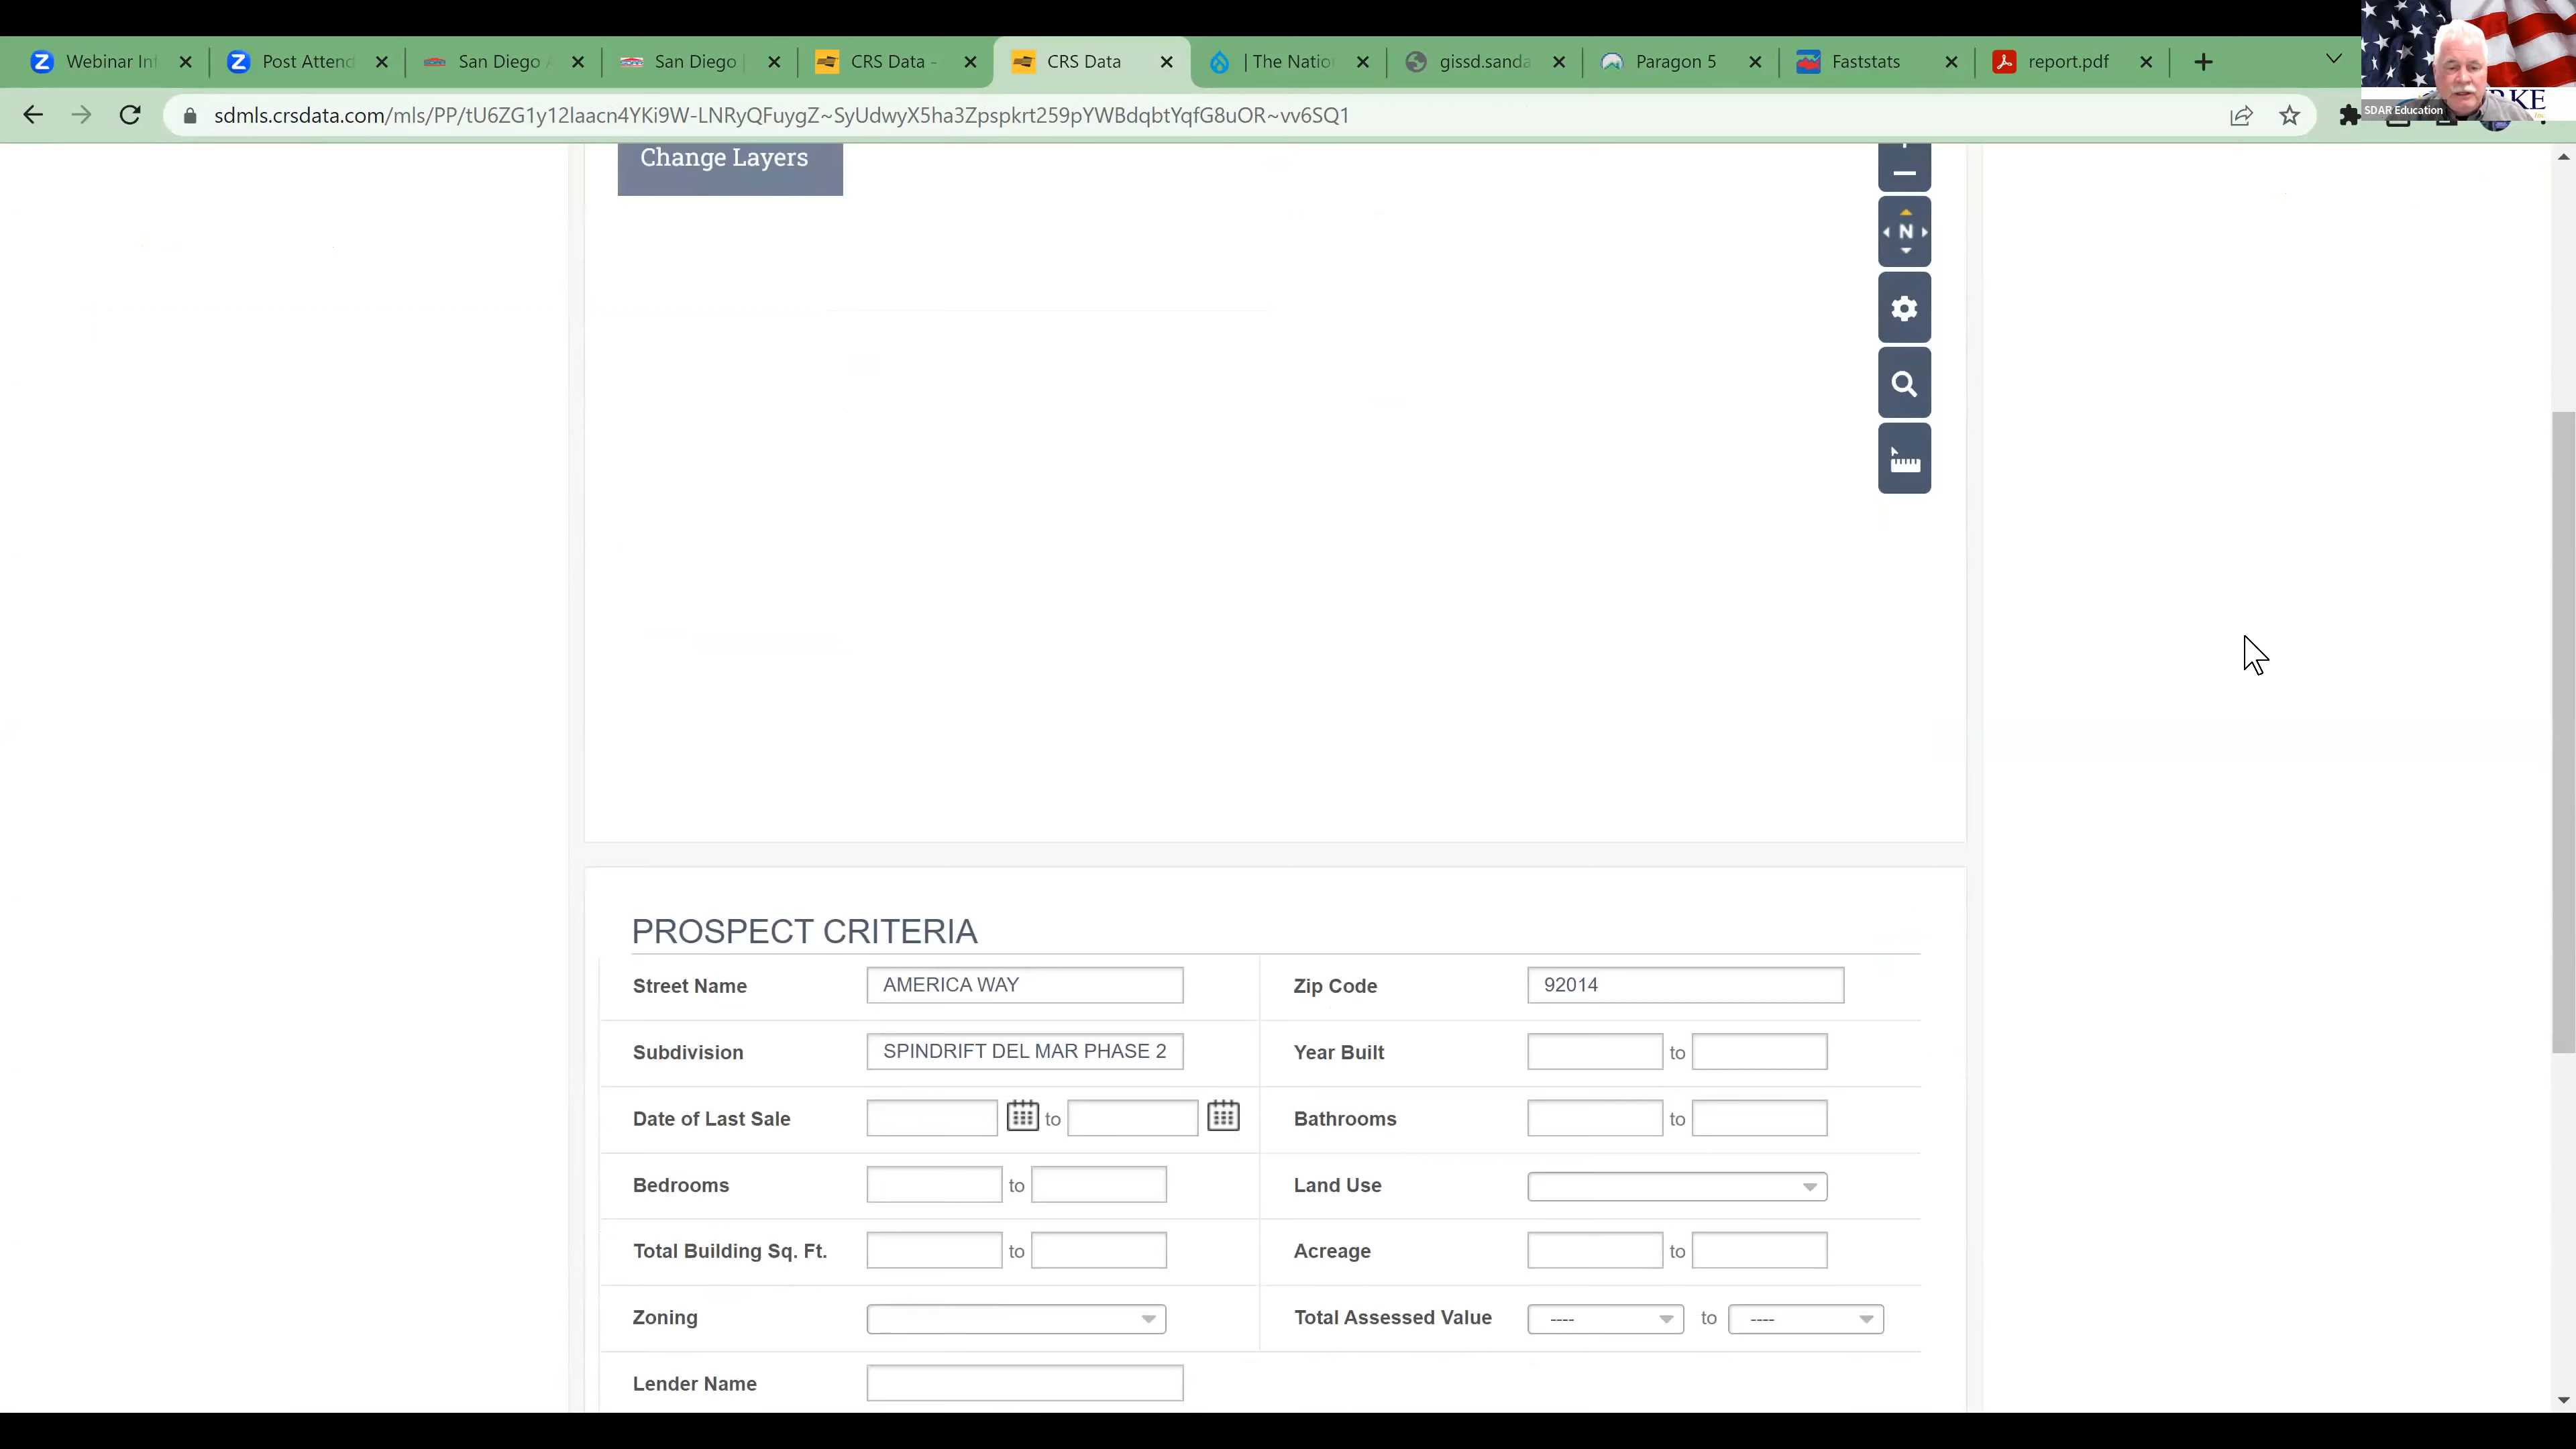 Webinar Inf
Post Attend
San Diego A
San Diego |
CRS Data -
CRS Data
| The Natio
gissd.sanda
Paragon 5
Faststats
report.pdf
sdmls.crsdata.com/mls/PP/tU6ZG1y12laacn4YKi9W-LNRyQFuygZ~SyUdwyX5ha3Zpspkrt259pYWBdqbtYqfG8uOR~vv6SQ1
SDAR Education
Change Layers
N
PROSPECT CRITERIA
Street Name AMERICA WAY Zip Code 92014
Subdivision SPINDRIFT DEL MAR PHASE 2 Year Built to
Date of Last Sale to Bathrooms to
Bedrooms to Land Use
Total Building Sq. Ft. to Acreage to
Zoning Total Assessed Value ---- to ----
Lender Name